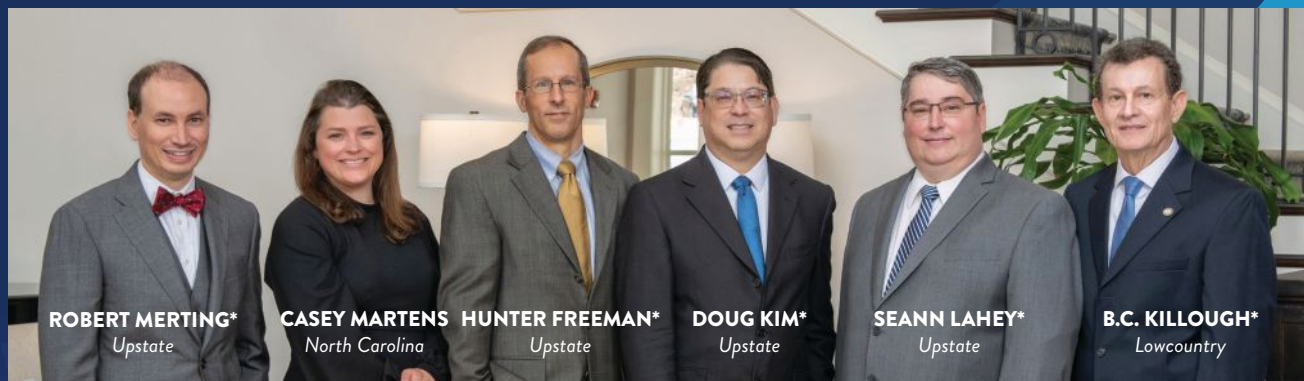 ROBERT MERTING*
Upstate
CASEY MARTENS
North Carolina
HUNTER FREEMAN*
Upstate
DOUG KIM*
Upstate
SEANN LAHEY*
Upstate
B.C. KILLOUGH*
Lowcountry